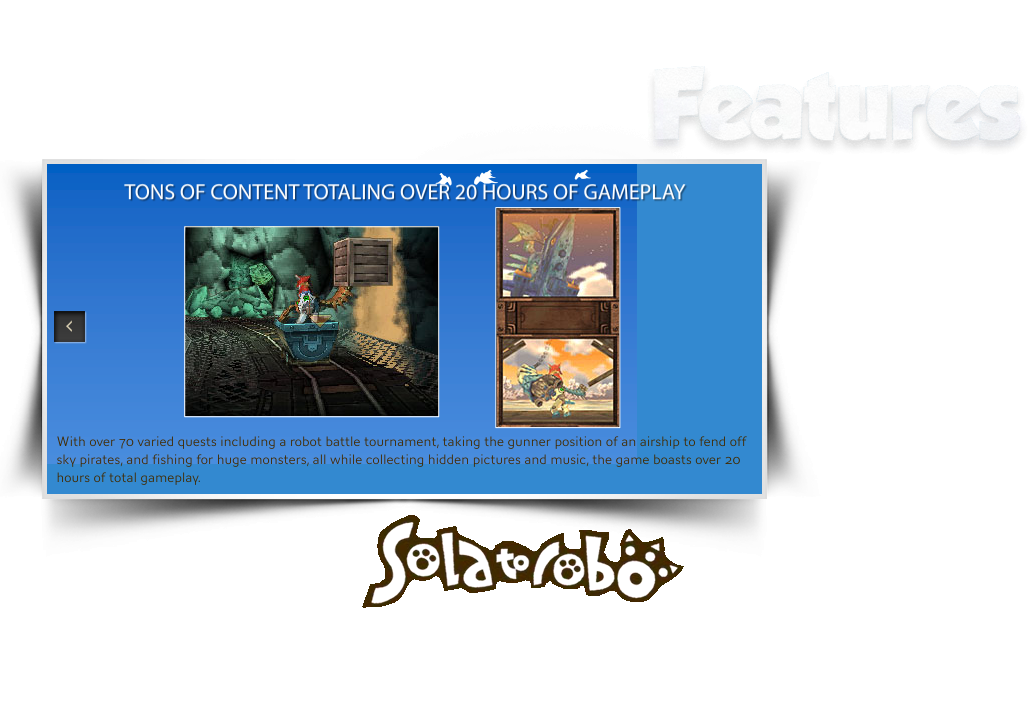 Features
TONS OF CONTENT TOTALING OVER 20 HOURS OF GAMEPLAY
With over 70 varied quests including a robot battle tournament, taking the gunner position of an airship to fend off
sky pirates, and fishing for huge monsters, all while collecting hidden pictures and music, the game boasts over 20
hours of total gameplay.
Solatorobo